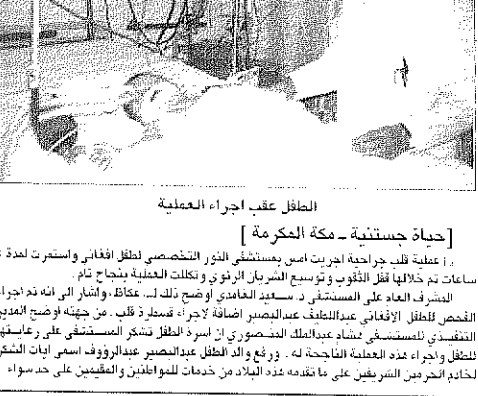 الطفل عقب اجراء العملية
[حياة جستنية ـ مكة المكرمة ]
عملية قلب جراحية اجريت امس بمستشفى النور التخصصي لطفل افغاني واستمرت لمدة
ساعات تم خلالها قفل الثقوب وتوسيع الشريان الرئوي وتكللت العملية بنجاح تام .
المشرف العام على المستشفى د. سعيد الغامدي اوضح ذلك لـ عكاظ، واشار الى انه تم اجراء
الفحص للطفل الافغاني عبداللطيف عبدالبصير اضافة لاجراء قسطرة قلب . من جهته اوضح المدير
التنفيذي للمستشفى هشام عبدالملك المنصوري ان اسرة الطفل تشكر المستشفى على رعايتها
للطفل واجراء هذه العملية الناجحة له . ورفع والد الطفل عبدالبصير عبدالرؤوف اسمى ايات الشكر
لخادم الحرمين الشريفين على ما تقدمه هذه البلاد من خدمات للمواطنين والمقيمين على حد سواء